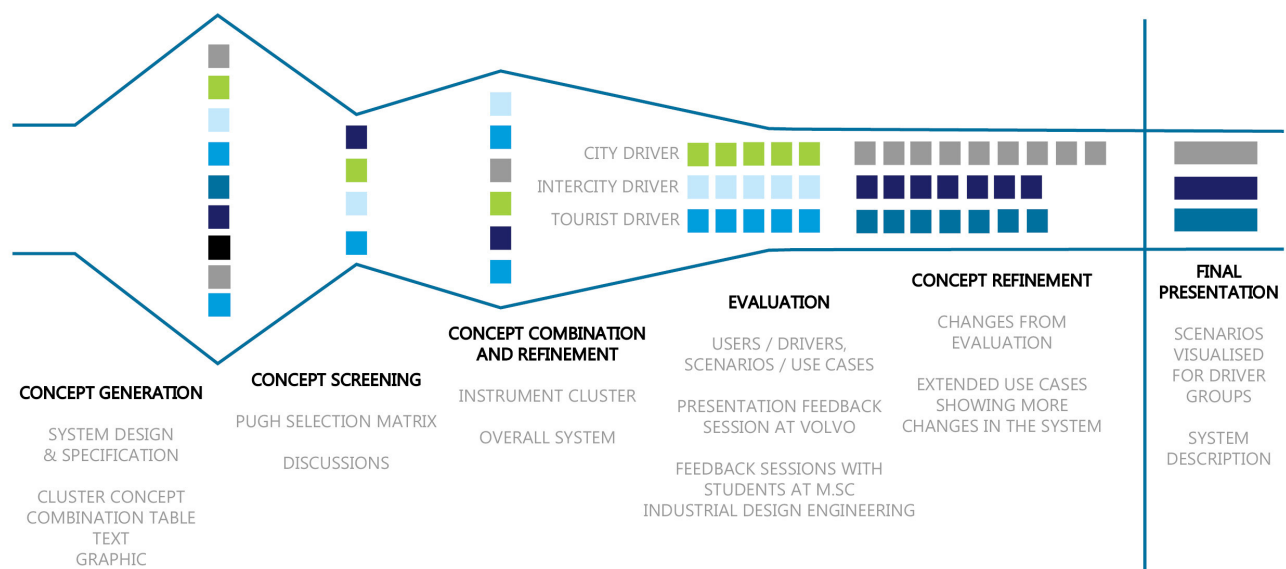 CITY DRIVER
INTERCITY DRIVER
TOURIST DRIVER
CONCEPT GENERATION
SYSTEM DESIGN
& SPECIFICATION
CLUSTER CONCEPT
COMBINATION TABLE
TEXT
GRAPHIC
CONCEPT SCREENING
PUGH SELECTION MATRIX
DISCUSSIONS
CONCEPT COMBINATION
AND REFINEMENT
INSTRUMENT CLUSTER
OVERALL SYSTEM
EVALUATION
USERS / DRIVERS,
SCENARIOS / USE CASES
PRESENTATION FEEDBACK
SESSION AT VOLVO
FEEDBACK SESSIONS WITH
STUDENTS AT M.SC
INDUSTRIAL DESIGN ENGINEERING
CONCEPT REFINEMENT
CHANGES FROM
EVALUATION
EXTENDED USE CASES
SHOWING MORE
CHANGES IN THE SYSTEM
FINAL
PRESENTATION
SCENARIOS
VISUALISED
FOR DRIVER
GROUPS
SYSTEM
DESCRIPTION